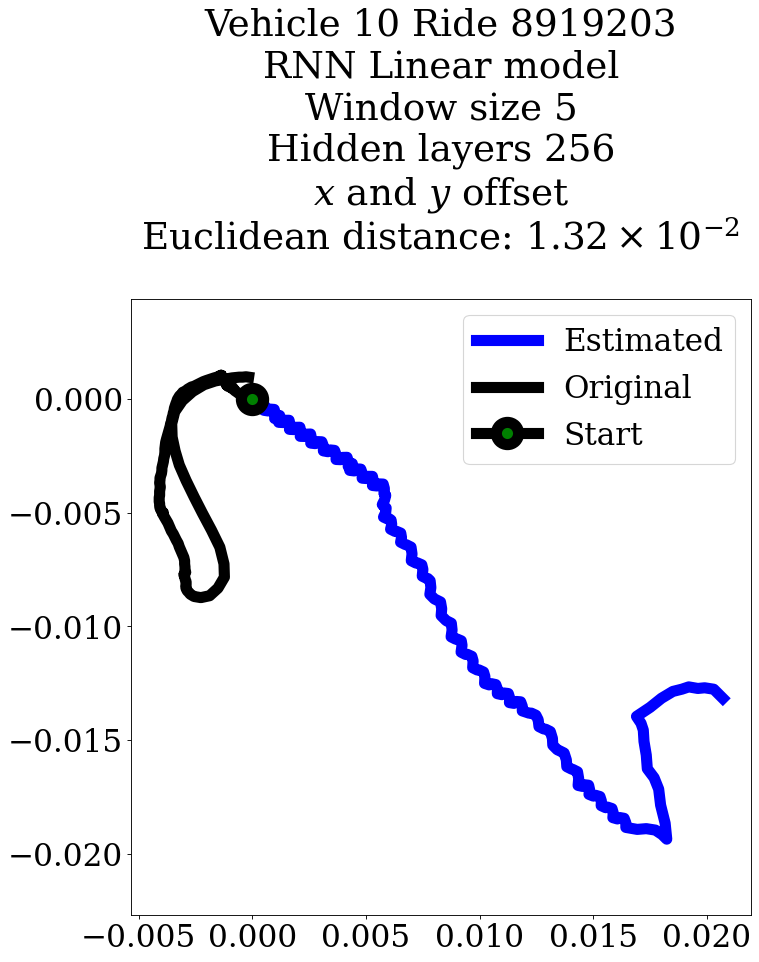 Vehicle 10 Ride 8919203
RNN Linear model
Window size 5
Hidden layers 256
x and y offset
Euclidean distance: 1.32 × 10⁻²
Estimated
Original
Start
0.000
−0.005
−0.010
−0.015
−0.020
−0.005 0.000 0.005 0.010 0.015 0.020